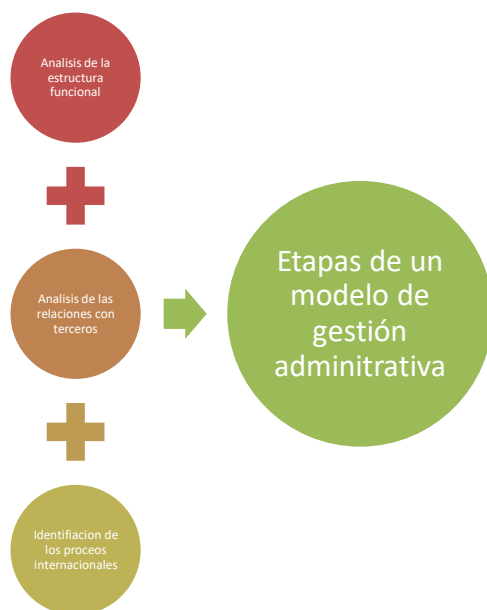 Analisis de la
estructura
funcional
Analisis de las
relaciones con
terceros
Etapas de un
modelo de
gestión
adminitrativa
Identifiacion de
los proceos
internacionales